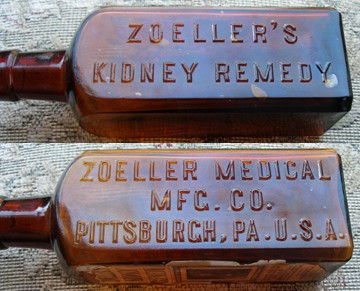 ZOELLER'S
KIDNEY REMEDY
ZOELLER MEDICAL
MFG. CO.
PITTSBURGH, PA. U.S.A.